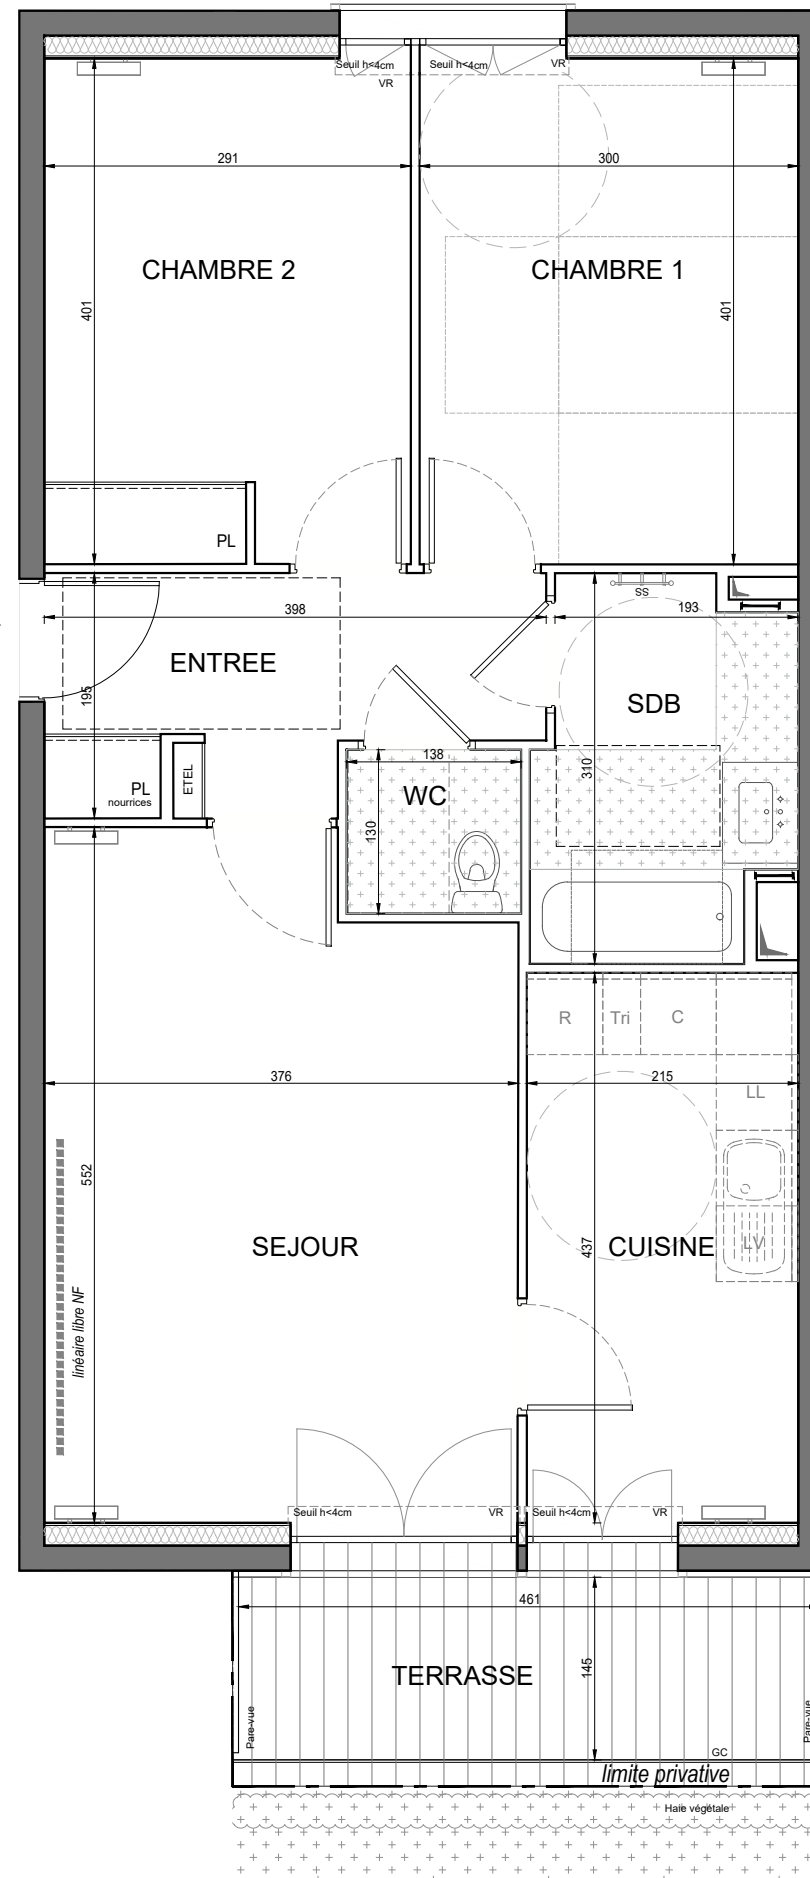 Seuil h<4cm
VR
Seuil h<4cm
VR
291
300
CHAMBRE 2
CHAMBRE 1
401
401
PL
SS
398
193
ENTREE
195
SDB
138
WC
310
PL
nourrices
ETEL
130
R
Tri
C
376
215
LL
552
SEJOUR
437
CUISINE
LV
linéaire libre NF
Seuil h<4cm
VR
Seuil h<4cm
VR
461
TERRASSE
145
Pare-vue
Pare-vue
GC
limite privative
Haie végétale